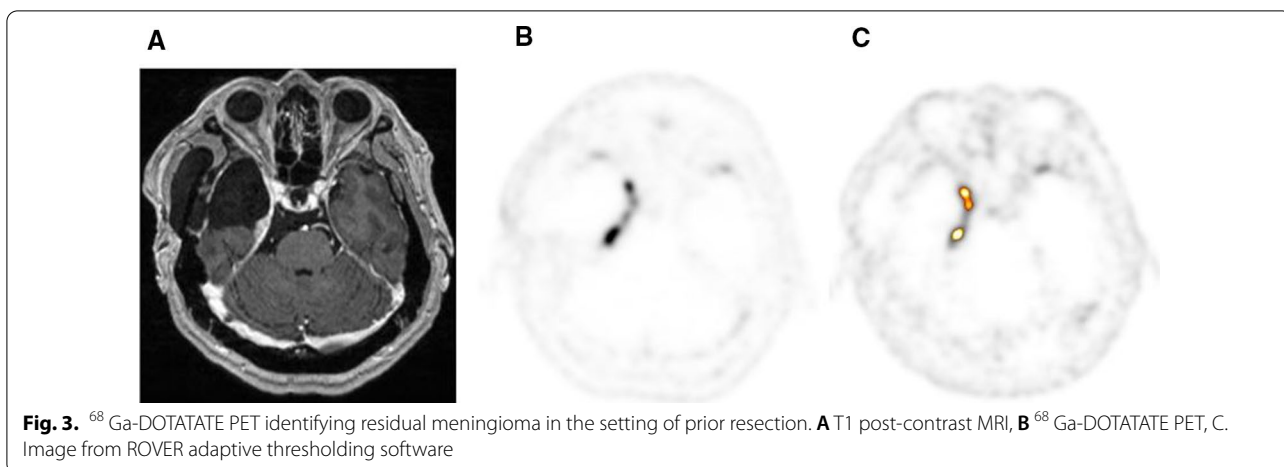 A
B
C
Fig. 3. ⁶⁸ Ga-DOTATATE PET identifying residual meningioma in the setting of prior resection. A T1 post-contrast MRI, B ⁶⁸ Ga-DOTATATE PET, C.
Image from ROVER adaptive thresholding software